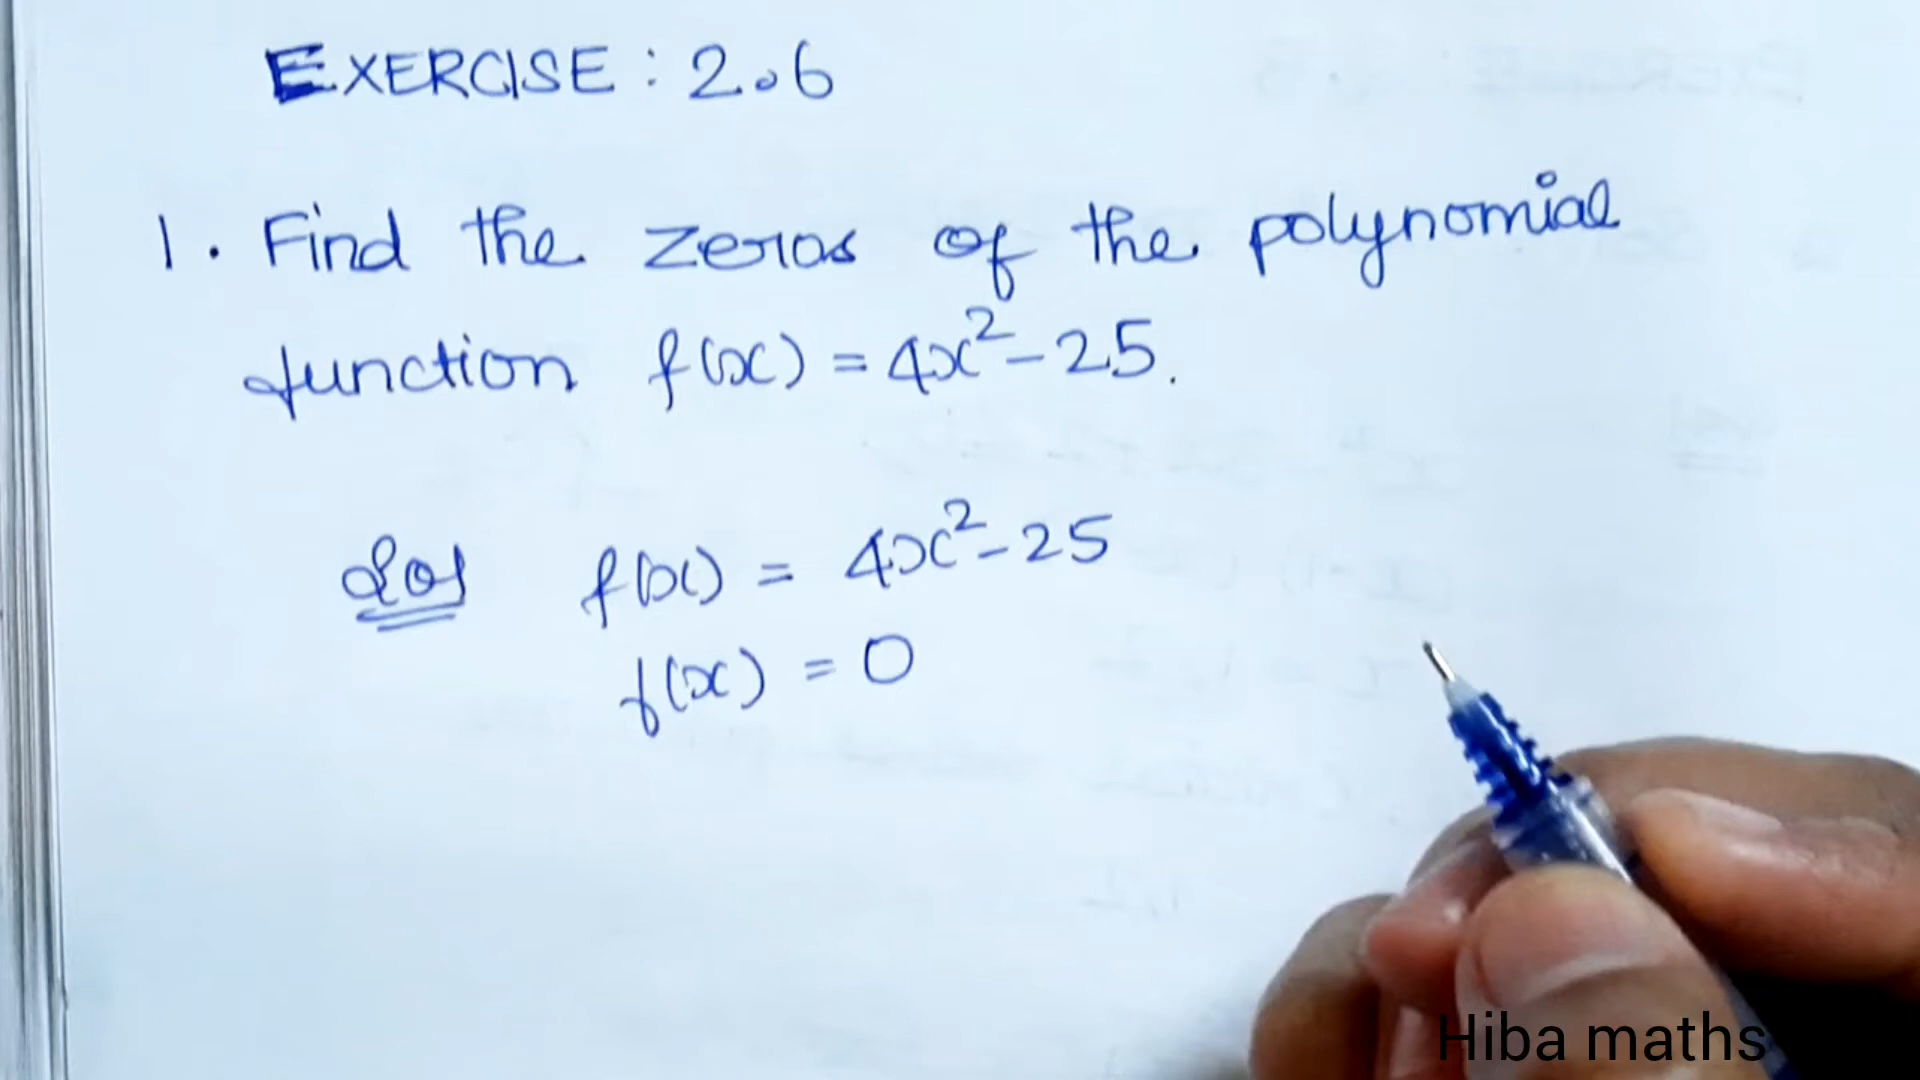 EXERCISE : 2.6
1. Find the zeros of the polynomial
function f(x) = 4x²-25.
Sol f(x) = 4x²-25
f(x) = 0
Hiba maths